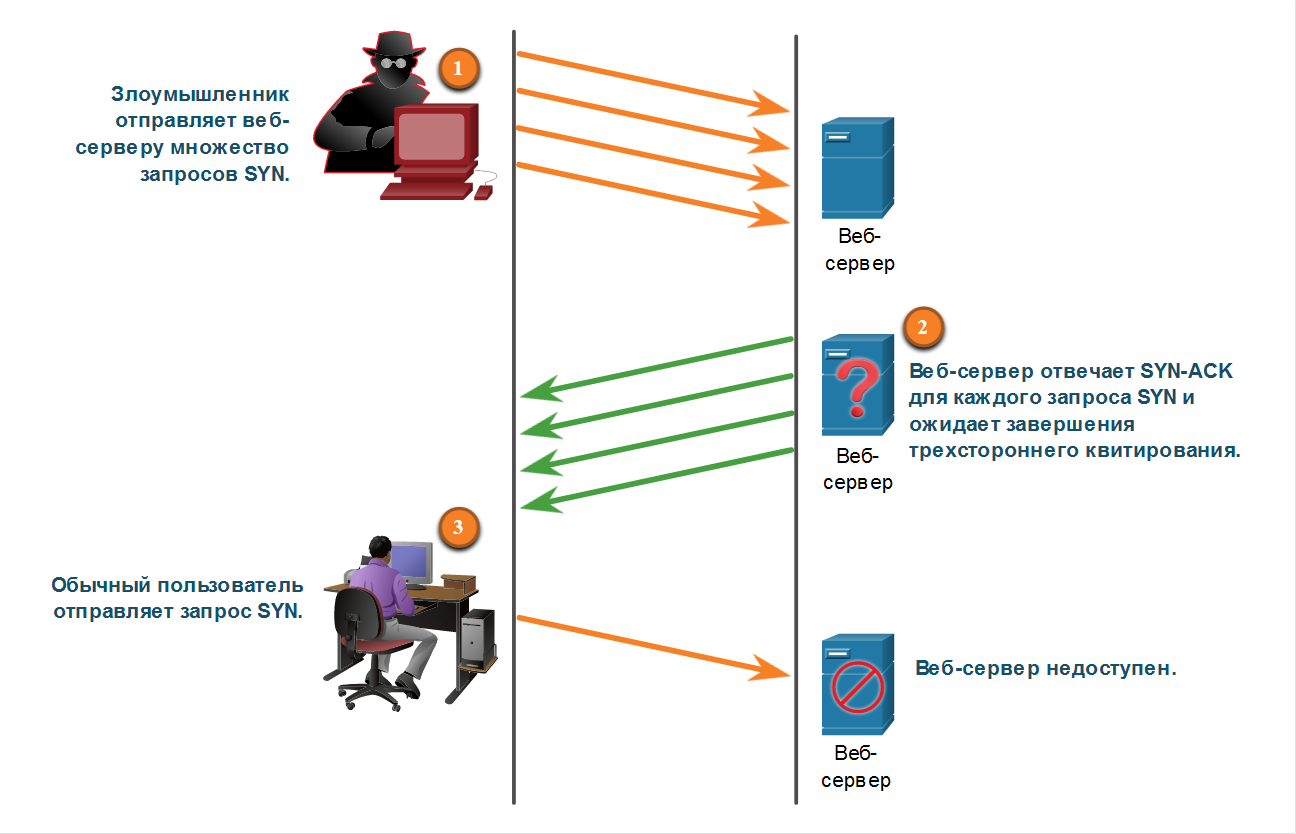 1
Злоумышленник
отправляет веб-
серверу множество
запросов SYN.
Веб-
сервер
2
Веб-сервер отвечает SYN-ACK
для каждого запроса SYN и
ожидает завершения
трехстороннего квитирования.
Веб-
сервер
3
Обычный пользователь
отправляет запрос SYN.
Веб-сервер недоступен.
Веб-
сервер